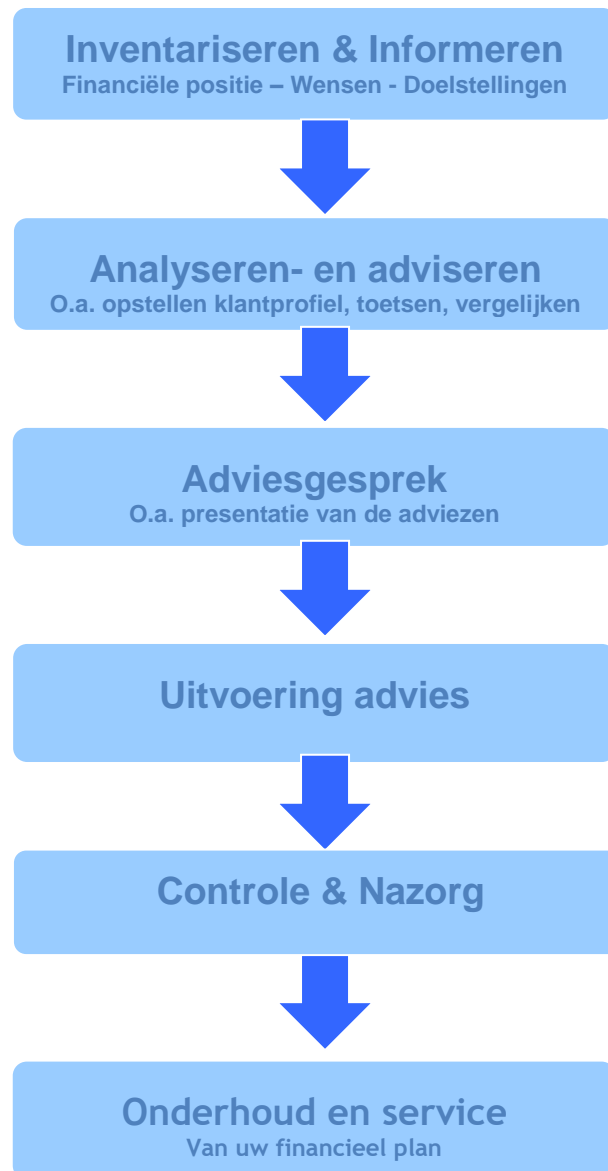 Inventariseren & Informeren
Financiële positie – Wensen - Doelstellingen
Analyseren- en adviseren
O.a. opstellen klantprofiel, toetsen, vergelijken
Adviesgesprek
O.a. presentatie van de adviezen
Uitvoering advies
Controle & Nazorg
Onderhoud en service
Van uw financieel plan